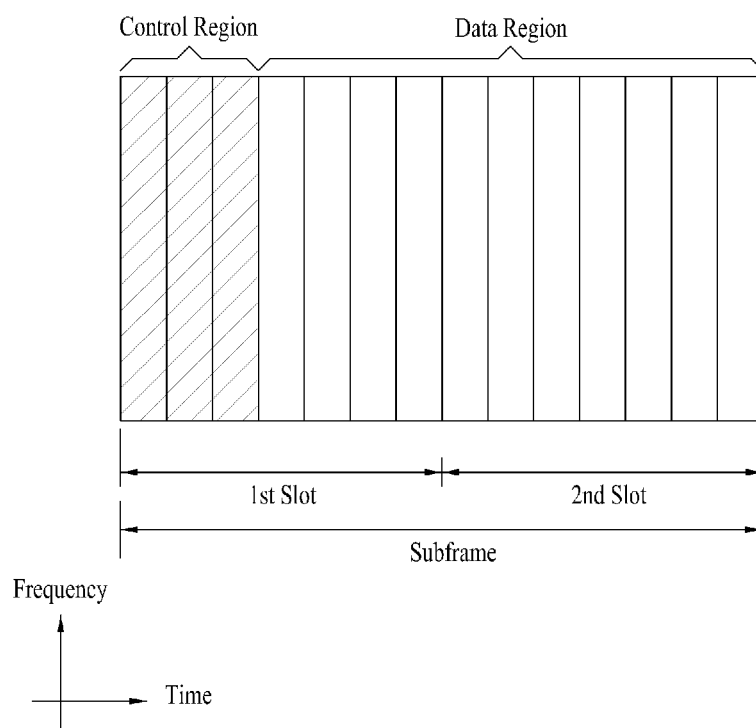 Control Region
Data Region
1st Slot
2nd Slot
Subframe
Frequency
Time